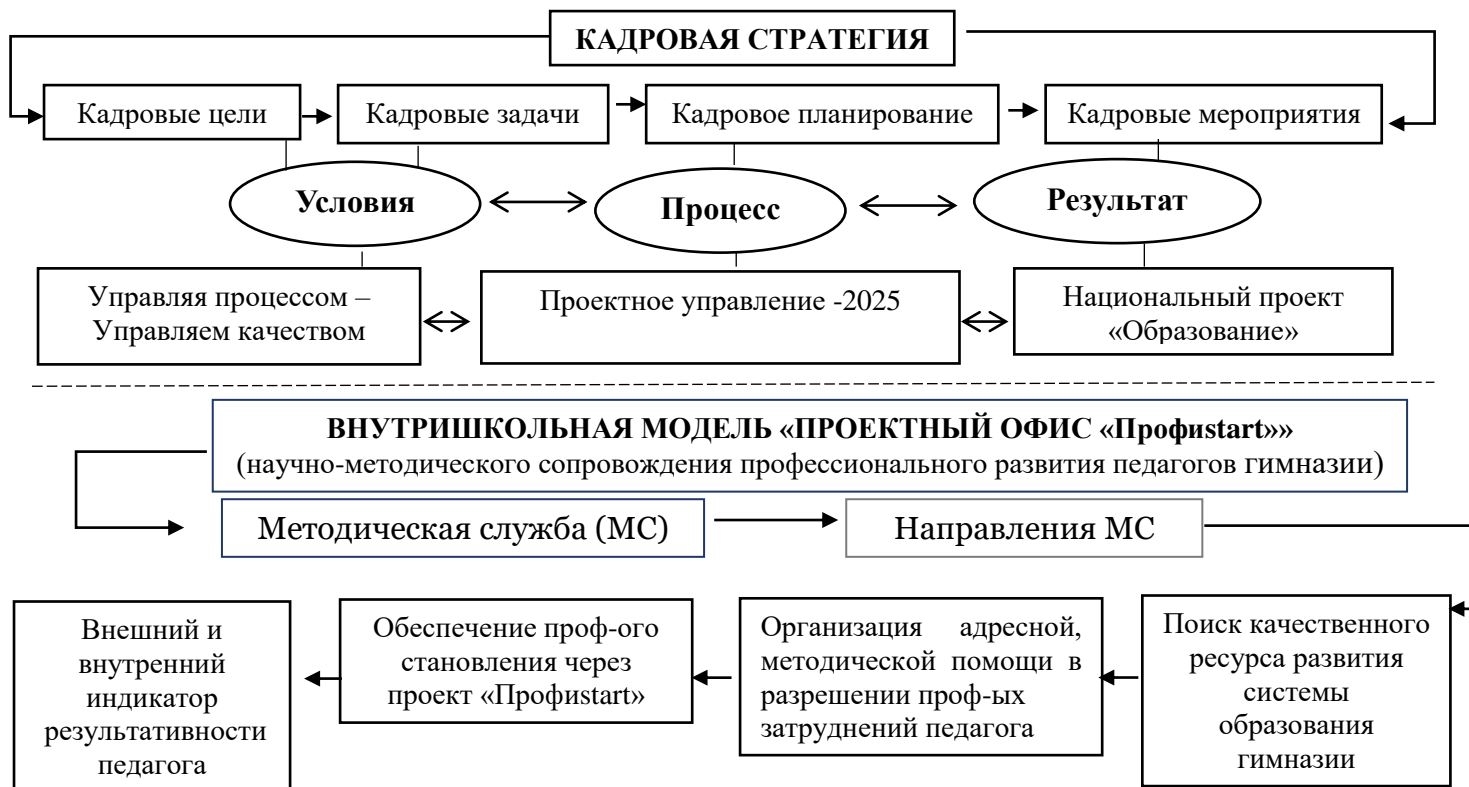 КАДРОВАЯ СТРАТЕГИЯ
Кадровые цели
Кадровые задачи
Кадровое планирование
Кадровые мероприятия
Условия
Процесс
Результат
Управляя процессом –
Управляем качеством
Проектное управление -2025
Национальный проект
«Образование»
ВНУТРИШКОЛЬНАЯ МОДЕЛЬ «ПРОЕКТНЫЙ ОФИС «Профиstart»»
(научно-методического сопровождения профессионального развития педагогов гимназии)
Методическая служба (МС)
Направления МС
Внешний и
внутренний
индикатор
результативности
педагога
Обеспечение проф-ого
становления через
проект «Профиstart»
Организация адресной,
методической помощи в
разрешении проф-ых
затруднений педагога
Поиск качественного
ресурса развития
системы
образования
гимназии